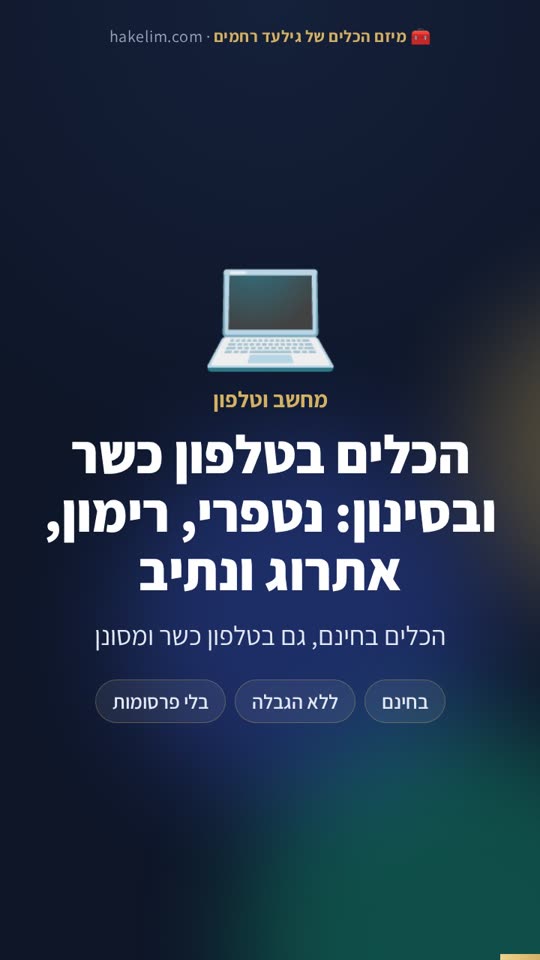 🧰 מיזם הכלים של גילעד רחמים · hakelim.com
מחשב וטלפון
הכלים בטלפון כשר
ובסינון: נטפרי, רימון,
אתרוג ונתיב
הכלים בחינם, גם בטלפון כשר ומסונן
בחינם
ללא הגבלה
בלי פרסומות